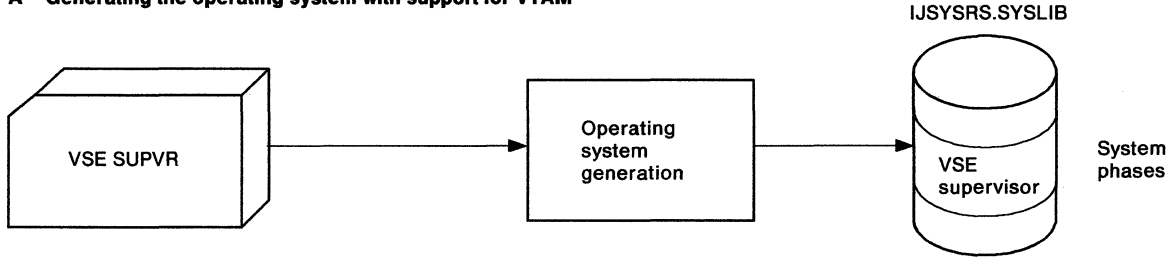 A Generating the operating system with support for VTAM
IJSYSRS.SYSLIB
VSE SUPVR
Operating
system
generation
VSE
supervisor
System
phases